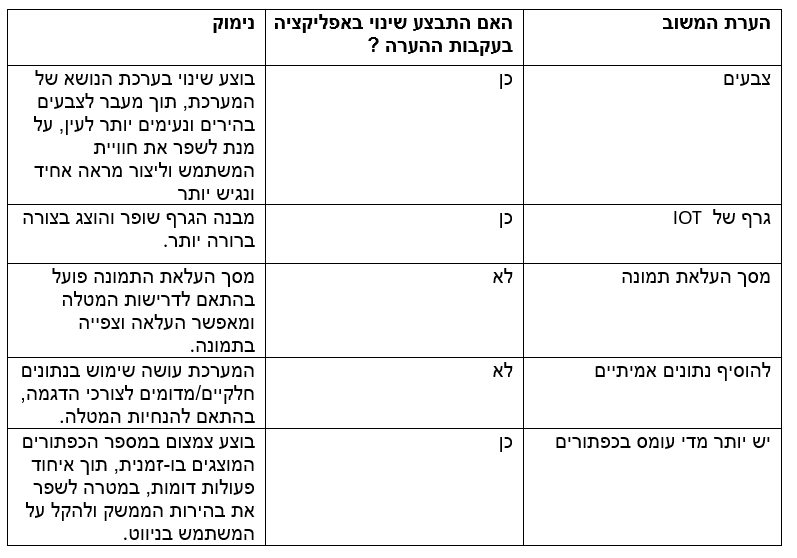 הערת המשוב
האם התבצע שינוי באפליקציה
בעקבות ההערה ?
נימוק
צבעים
כן
בוצע שינוי בערכת הנושא של
המערכת, תוך מעבר לצבעים
בהירים ונעימים יותר לעין, על
מנת לשפר את חוויית
המשתמש וליצור מראה אחיד
ונגיש יותר
גרף של  IOT
כן
מבנה הגרף שופר והוצג בצורה
ברורה יותר.
מסך העלאת תמונה
לא
מסך העלאת התמונה פועל
בהתאם לדרישות המטלה
ומאפשר העלאה וצפייה
בתמונה.
להוסיף נתונים אמיתיים
לא
המערכת עושה שימוש בנתונים
חלקיים/מדומים לצורכי הדגמה,
בהתאם להנחיות המטלה.
יש יותר מדי עומס בכפתורים
כן
בוצע צמצום במספר הכפתורים
המוצגים בו-זמנית, תוך איחוד
פעולות דומות, במטרה לשפר
את בהירות הממשק ולהקל על
המשתמש בניווט.